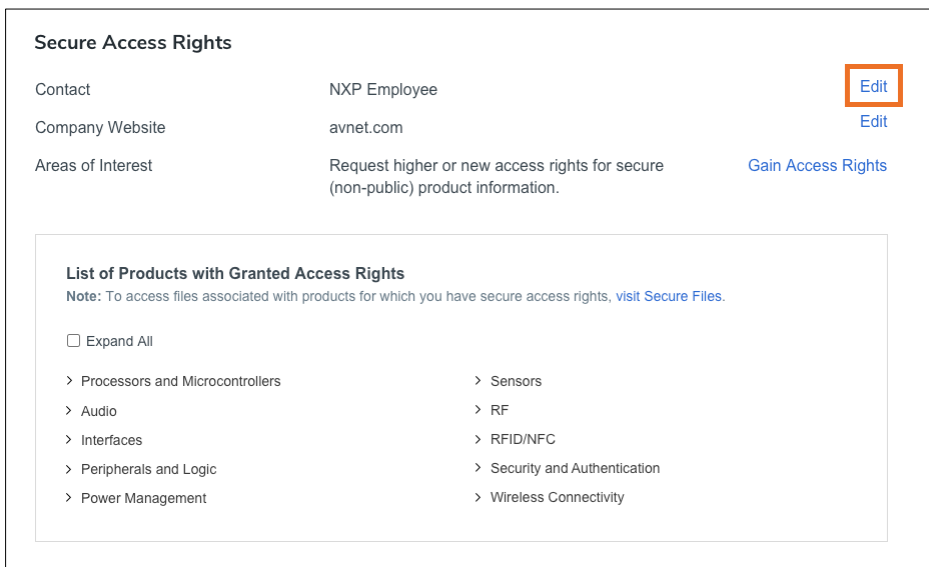 Secure Access Rights
Contact NXP Employee Edit
Company Website avnet.com Edit
Areas of Interest Request higher or new access rights for secure Gain Access Rights
(non-public) product information.
List of Products with Granted Access Rights
Note: To access files associated with products for which you have secure access rights, visit Secure Files.
Expand All
Processors and Microcontrollers
Audio
Interfaces
Peripherals and Logic
Power Management
Sensors
RF
RFID/NFC
Security and Authentication
Wireless Connectivity